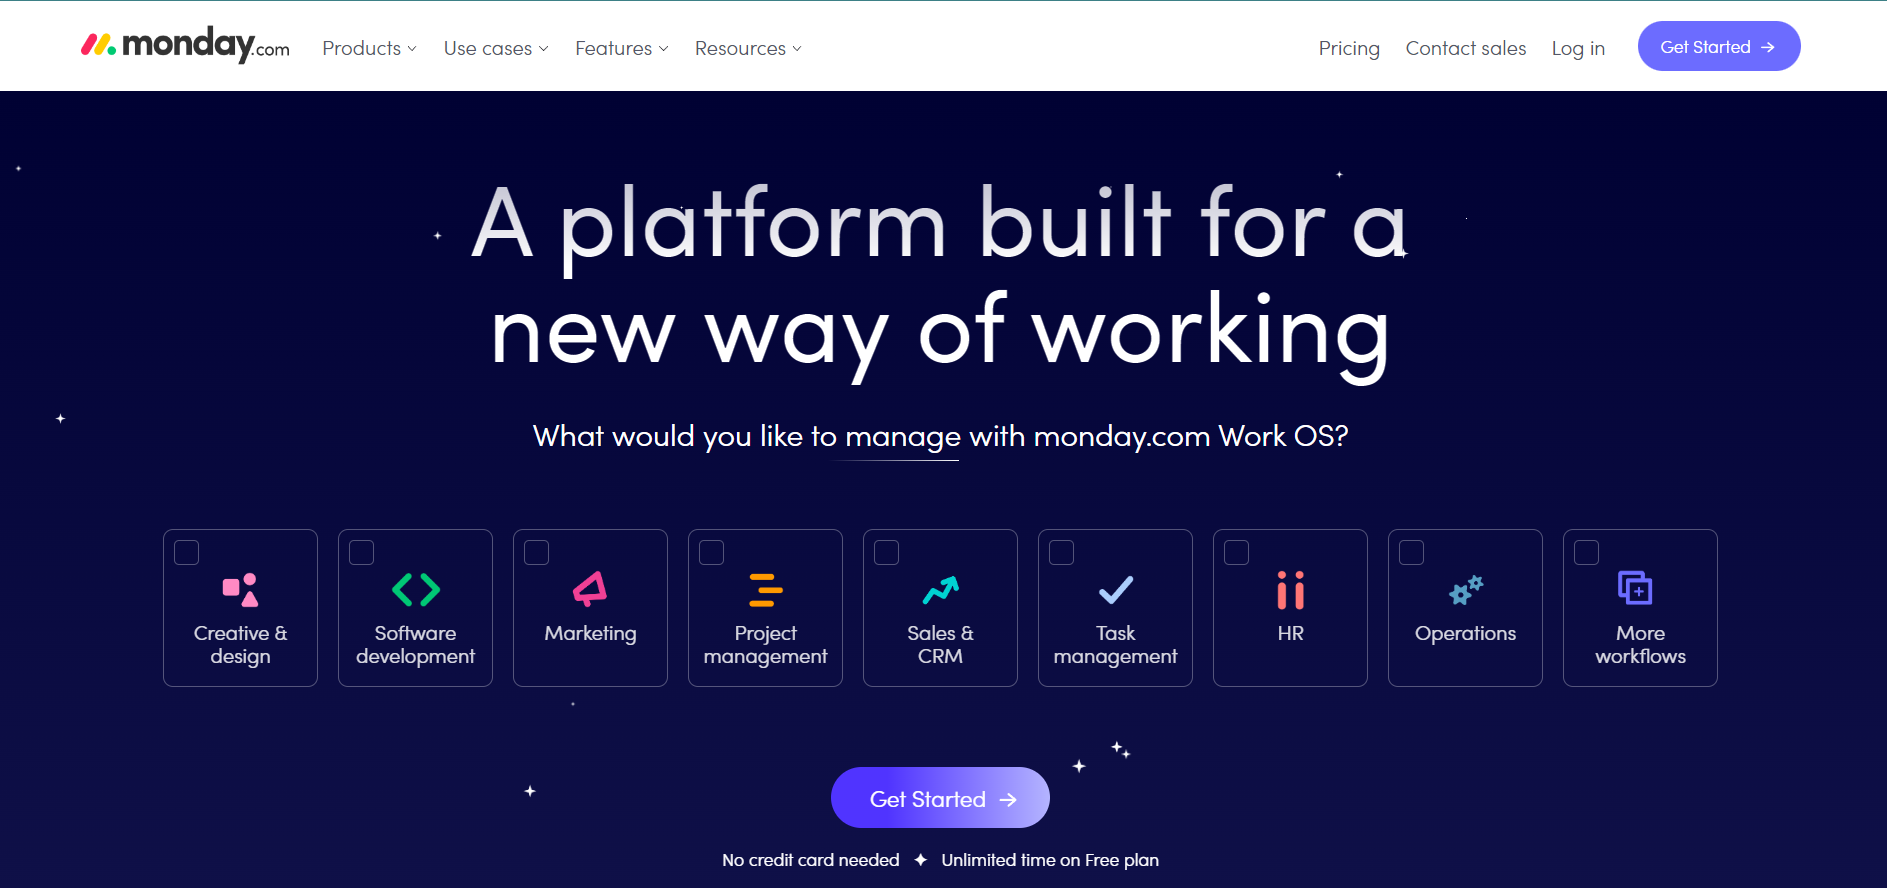 monday.com
Products
Use cases
Features
Resources
Pricing
Contact sales
Log in
Get Started →
A platform built for a
new way of working
What would you like to manage with monday.com Work OS?
Creative &
design
Software
development
Marketing
Project
management
Sales &
CRM
Task
management
HR
Operations
More
workflows
Get Started →
No credit card needed ✦ Unlimited time on Free plan